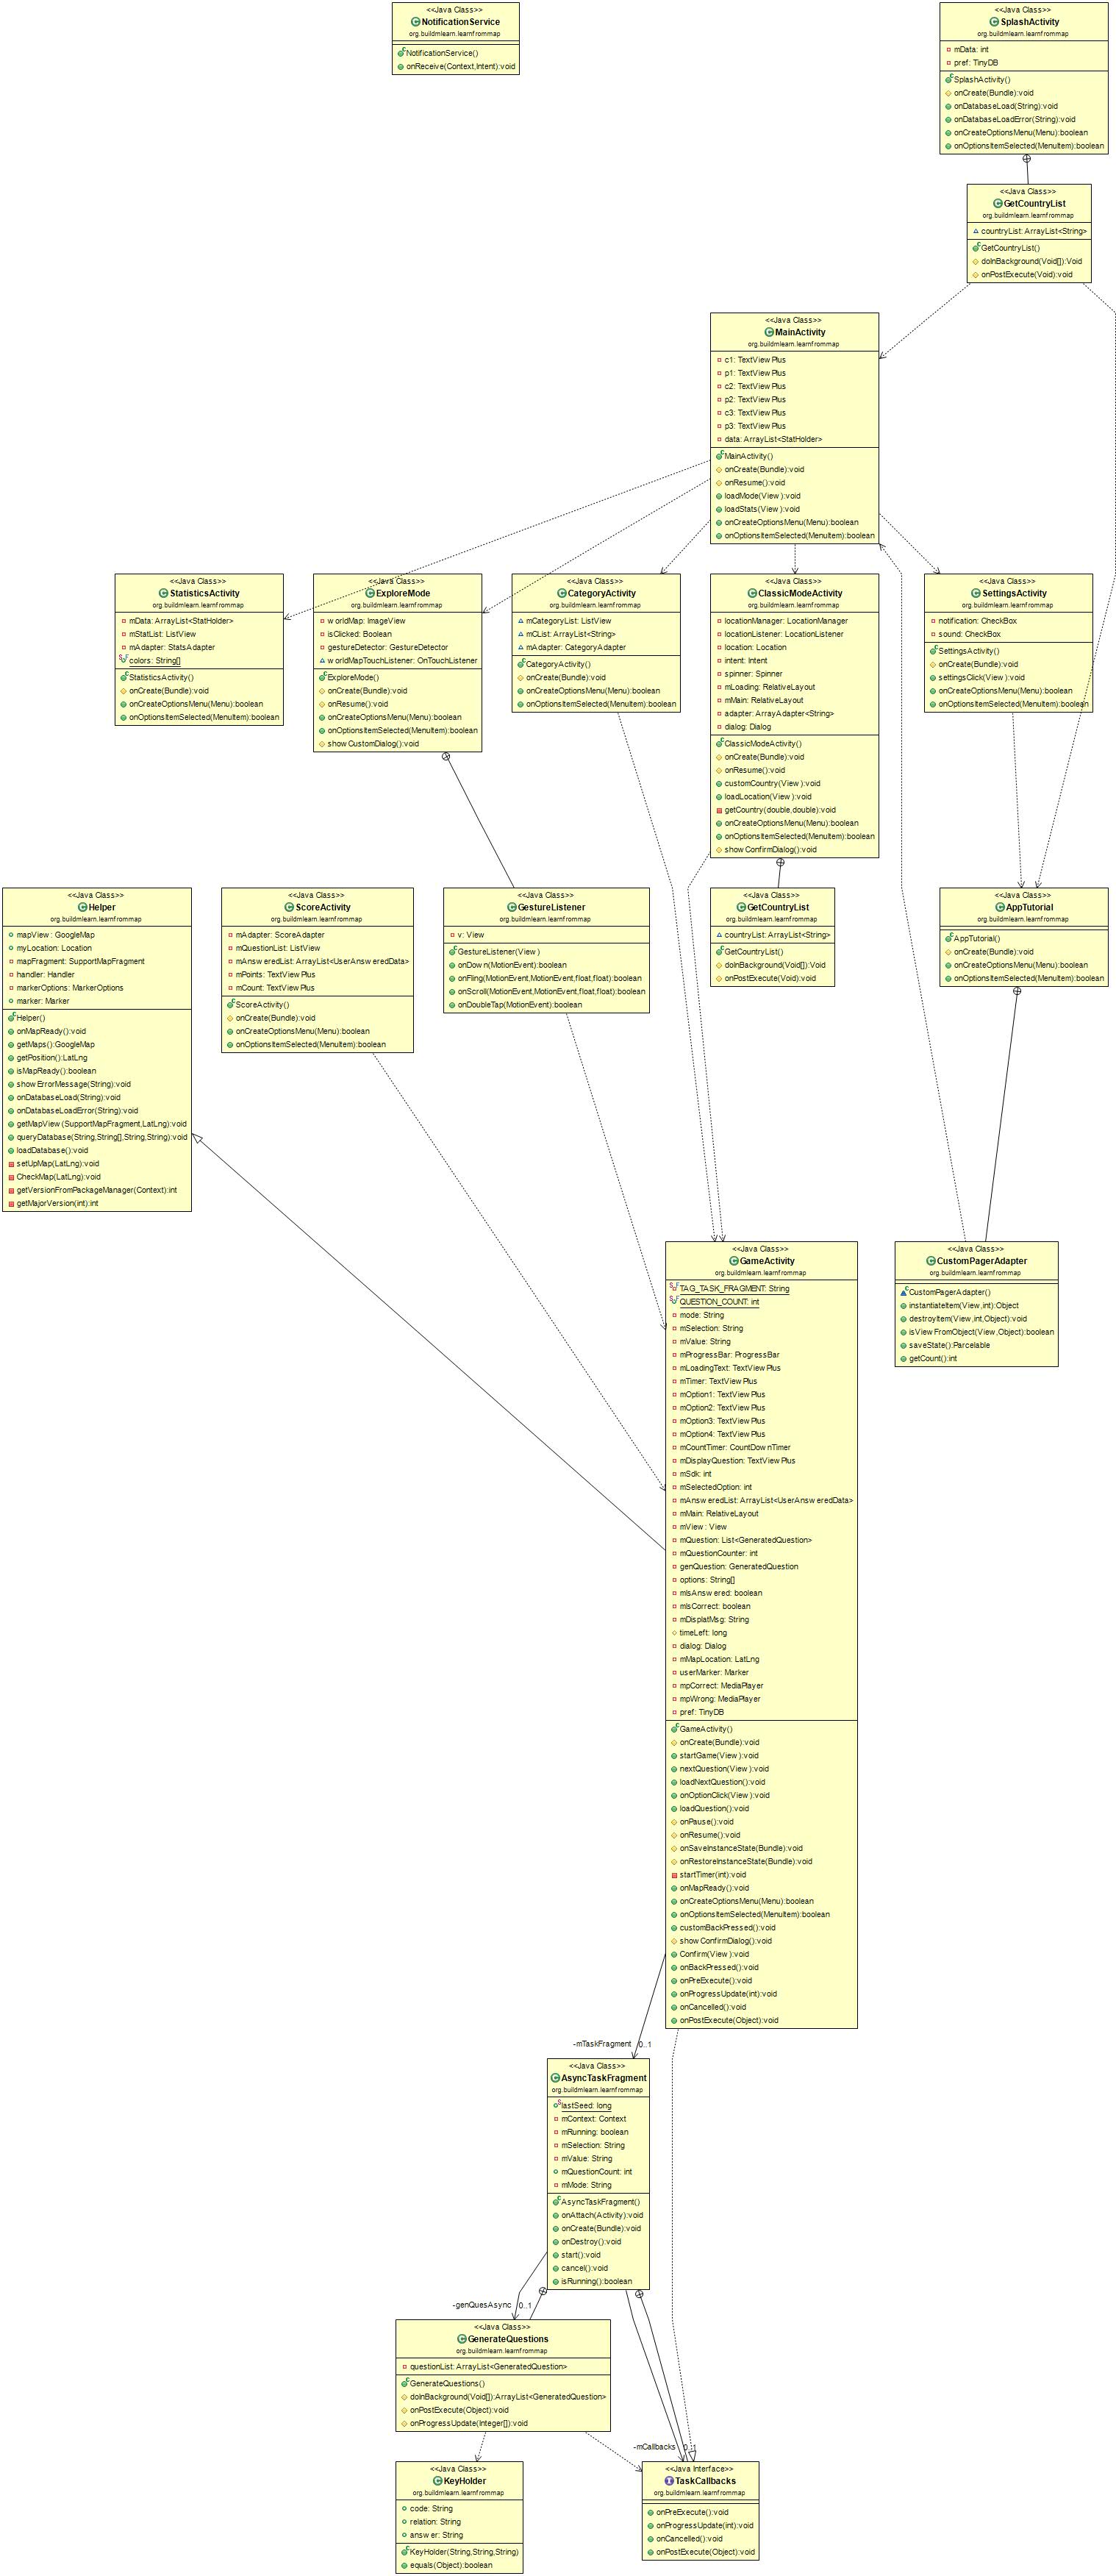 <<Java Class>>
NotificationService
org.buildmlearn.learnfrommap
NotificationService()
onReceive(Context,Intent):void
<<Java Class>>
SplashActivity
org.buildmlearn.learnfrommap
mData: int
pref: TinyDB
SplashActivity()
onCreate(Bundle):void
onDatabaseLoad(String):void
onDatabaseLoadError(String):void
onCreateOptionsMenu(Menu):boolean
onOptionsItemSelected(MenuItem):boolean
<<Java Class>>
GetCountryList
org.buildmlearn.learnfrommap
countryList: ArrayList<String>
GetCountryList()
doInBackground(Void[]):Void
onPostExecute(Void):void
<<Java Class>>
MainActivity
org.buildmlearn.learnfrommap
c1: TextViewPlus
p1: TextViewPlus
c2: TextViewPlus
p2: TextViewPlus
c3: TextViewPlus
p3: TextViewPlus
data: ArrayList<StatHolder>
MainActivity()
onCreate(Bundle):void
onResume():void
loadMode(View):void
loadStats(View):void
onCreateOptionsMenu(Menu):boolean
onOptionsItemSelected(MenuItem):boolean
<<Java Class>>
StatisticsActivity
org.buildmlearn.learnfrommap
mData: ArrayList<StatHolder>
mStatList: ListView
mAdapter: StatsAdapter
colors: String[]
StatisticsActivity()
onCreate(Bundle):void
onCreateOptionsMenu(Menu):boolean
onOptionsItemSelected(MenuItem):boolean
<<Java Class>>
ExploreMode
org.buildmlearn.learnfrommap
worldMap: ImageView
isClicked: Boolean
gestureDetector: GestureDetector
worldMapTouchListener: OnTouchListener
ExploreMode()
onCreate(Bundle):void
onResume():void
onCreateOptionsMenu(Menu):boolean
onOptionsItemSelected(MenuItem):boolean
showCustomDialog():void
<<Java Class>>
CategoryActivity
org.buildmlearn.learnfrommap
mCategoryList: ListView
mCList: ArrayList<String>
mAdapter: CategoryAdapter
CategoryActivity()
onCreate(Bundle):void
onCreateOptionsMenu(Menu):boolean
onOptionsItemSelected(MenuItem):boolean
<<Java Class>>
ClassicModeActivity
org.buildmlearn.learnfrommap
locationManager: LocationManager
locationListener: LocationListener
location: Location
intent: Intent
spinner: Spinner
mLoading: RelativeLayout
mMain: RelativeLayout
adapter: ArrayAdapter<String>
dialog: Dialog
ClassicModeActivity()
onCreate(Bundle):void
onResume():void
customCountry(View):void
loadLocation(View):void
getCountry(double,double):void
onCreateOptionsMenu(Menu):boolean
onOptionsItemSelected(MenuItem):boolean
showConfirmDialog():void
<<Java Class>>
SettingsActivity
org.buildmlearn.learnfrommap
notification: CheckBox
sound: CheckBox
SettingsActivity()
onCreate(Bundle):void
settingsClick(View):void
onCreateOptionsMenu(Menu):boolean
onOptionsItemSelected(MenuItem):boolean
<<Java Class>>
Helper
org.buildmlearn.learnfrommap
mapView: GoogleMap
myLocation: Location
mapFragment: SupportMapFragment
handler: Handler
markerOptions: MarkerOptions
marker: Marker
Helper()
onMapReady():void
getMaps():GoogleMap
getPosition():LatLng
isMapReady():boolean
showErrorMessage(String):void
onDatabaseLoad(String):void
onDatabaseLoadError(String):void
getMapView(SupportMapFragment,LatLng):void
queryDatabase(String,String[],String,String):void
loadDatabase():void
setUpMap(LatLng):void
CheckMap(LatLng):void
getVersionFromPackageManager(Context):int
getMajorVersion(int):int
<<Java Class>>
ScoreActivity
org.buildmlearn.learnfrommap
mAdapter: ScoreAdapter
mQuestionList: ListView
mAnsweredList: ArrayList<UserAnsweredData>
mPoints: TextViewPlus
mCount: TextViewPlus
ScoreActivity()
onCreate(Bundle):void
onCreateOptionsMenu(Menu):boolean
onOptionsItemSelected(MenuItem):boolean
<<Java Class>>
GestureListener
org.buildmlearn.learnfrommap
v: View
GestureListener(View)
onDown(MotionEvent):boolean
onFling(MotionEvent,MotionEvent,float,float):boolean
onScroll(MotionEvent,MotionEvent,float,float):boolean
onDoubleTap(MotionEvent):boolean
<<Java Class>>
GetCountryList
org.buildmlearn.learnfrommap
countryList: ArrayList<String>
GetCountryList()
doInBackground(Void[]):Void
onPostExecute(Void):void
<<Java Class>>
AppTutorial
org.buildmlearn.learnfrommap
AppTutorial()
onCreate(Bundle):void
onCreateOptionsMenu(Menu):boolean
onOptionsItemSelected(MenuItem):boolean
<<Java Class>>
GameActivity
org.buildmlearn.learnfrommap
TAG_TASK_FRAGMENT: String
QUESTION_COUNT: int
mode: String
mSelection: String
mValue: String
mProgressBar: ProgressBar
mLoadingText: TextViewPlus
mTimer: TextViewPlus
mOption1: TextViewPlus
mOption2: TextViewPlus
mOption3: TextViewPlus
mOption4: TextViewPlus
mCountTimer: CountDownTimer
mDisplayQuestion: TextViewPlus
mSdk: int
mSelectedOption: int
mAnsweredList: ArrayList<UserAnsweredData>
mMain: RelativeLayout
mView: View
mQuestion: List<GeneratedQuestion>
mQuestionCounter: int
genQuestion: GeneratedQuestion
options: String[]
mIsAnswered: boolean
mIsCorrect: boolean
mDisplatMsg: String
timeLeft: long
dialog: Dialog
mMapLocation: LatLng
userMarker: Marker
mpCorrect: MediaPlayer
mpWrong: MediaPlayer
pref: TinyDB
GameActivity()
onCreate(Bundle):void
startGame(View):void
nextQuestion(View):void
loadNextQuestion():void
onOptionClick(View):void
loadQuestion():void
onPause():void
onResume():void
onSaveInstanceState(Bundle):void
onRestoreInstanceState(Bundle):void
startTimer(int):void
onMapReady():void
onCreateOptionsMenu(Menu):boolean
onOptionsItemSelected(MenuItem):boolean
customBackPressed():void
showConfirmDialog():void
Confirm(View):void
onBackPressed():void
onPreExecute():void
onProgressUpdate(int):void
onCancelled():void
onPostExecute(Object):void
<<Java Class>>
CustomPagerAdapter
org.buildmlearn.learnfrommap
CustomPagerAdapter()
instantiateItem(View,int):Object
destroyItem(View,int,Object):void
isViewFromObject(View,Object):boolean
saveState():Parcelable
getCount():int
-mTaskFragment 0..1
<<Java Class>>
AsyncTaskFragment
org.buildmlearn.learnfrommap
lastSeed: long
mContext: Context
mRunning: boolean
mSelection: String
mValue: String
mQuestionCount: int
mMode: String
AsyncTaskFragment()
onAttach(Activity):void
onCreate(Bundle):void
onDestroy():void
start():void
cancel():void
isRunning():boolean
-genQuesAsync 0..1
<<Java Class>>
GenerateQuestions
org.buildmlearn.learnfrommap
questionList: ArrayList<GeneratedQuestion>
GenerateQuestions()
doInBackground(Void[]):ArrayList<GeneratedQuestion>
onPostExecute(Object):void
onProgressUpdate(Integer[]):void
-mCallbacks 0..1
<<Java Class>>
KeyHolder
org.buildmlearn.learnfrommap
code: String
relation: String
answer: String
KeyHolder(String,String,String)
equals(Object):boolean
<<Java Interface>>
TaskCallbacks
org.buildmlearn.learnfrommap
onPreExecute():void
onProgressUpdate(int):void
onCancelled():void
onPostExecute(Object):void